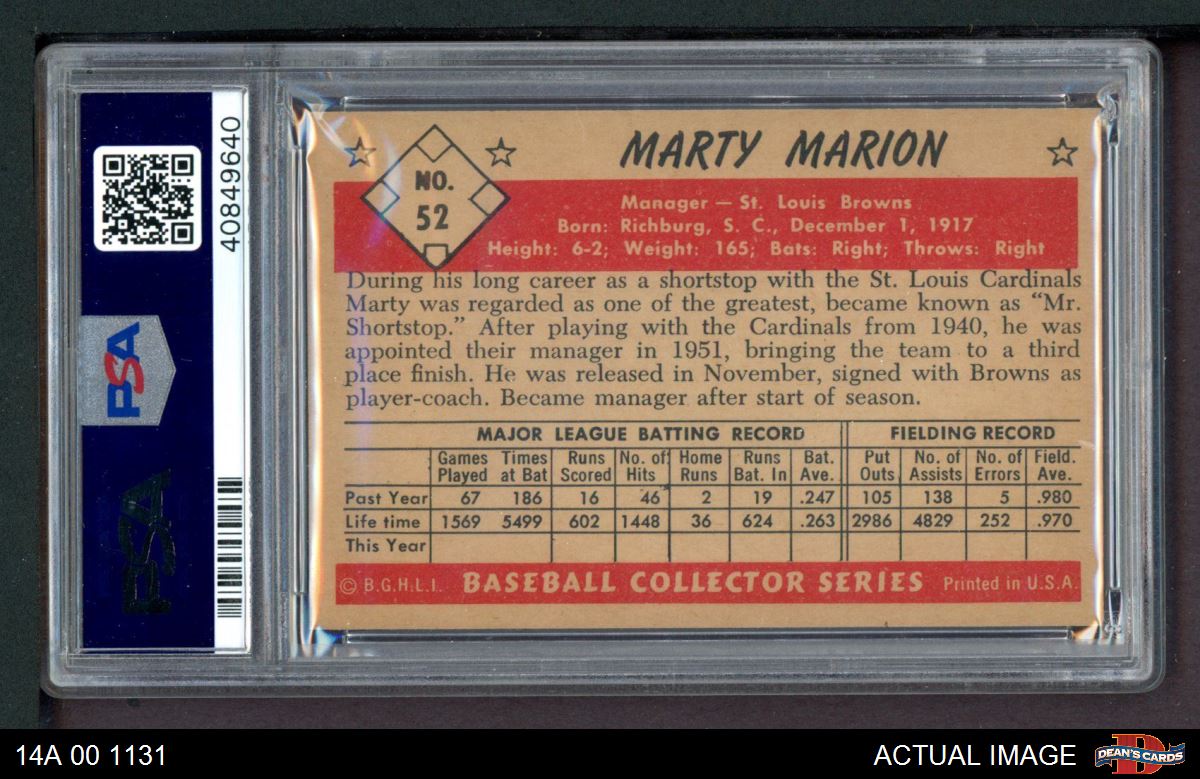 40849640
PSA
PSA
NO.
52
MARTY MARION
Manager — St. Louis Browns
Born: Richburg, S. C., December 1, 1917
Height: 6-2; Weight: 165; Bats: Right; Throws: Right
During his long career as a shortstop with the St. Louis Cardinals
Marty was regarded as one of the greatest, became known as "Mr.
Shortstop." After playing with the Cardinals from 1940, he was
appointed their manager in 1951, bringing the team to a third
place finish. He was released in November, signed with Browns as
player-coach. Became manager after start of season.
MAJOR LEAGUE BATTING RECORD FIELDING RECORD
Games Times Runs No. of Home Runs Bat. Put No. of No. of Field.
Played at Bat Scored Hits Runs Bat. In Ave. Outs Assists Errors Ave.
Past Year 67 186 16 46 2 19 .247 105 138 5 .980
Life time 1569 5499 602 1448 36 624 .263 2986 4829 252 .970
This Year
© B.G.H.L.I. BASEBALL COLLECTOR SERIES Printed in U.S.A.
14A 00 1131 ACTUAL IMAGE D DEAN'S CARDS